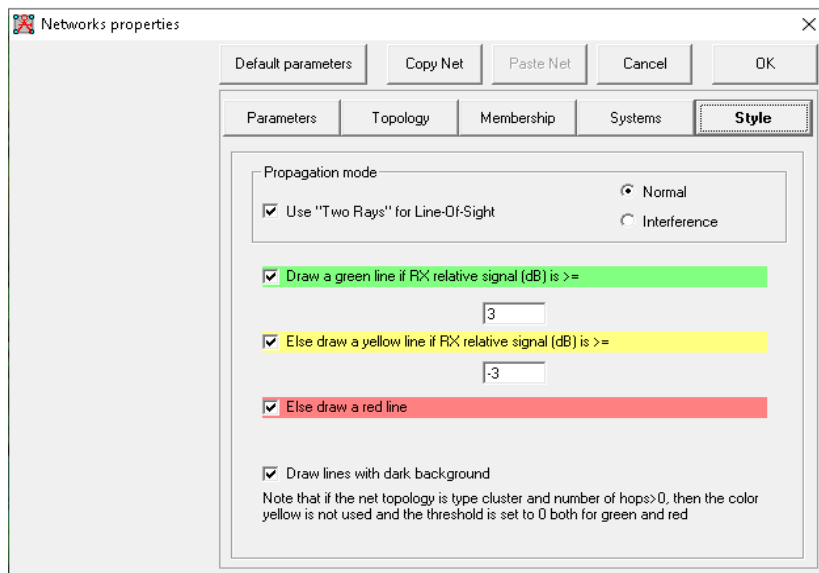 Networks properties
Default parameters
Copy Net
Paste Net
Cancel
OK
Parameters
Topology
Membership
Systems
Style
Propagation mode
Use "Two Rays" for Line-Of-Sight
Normal
Interference
Draw a green line if RX relative signal (dB) is >=
3
Else draw a yellow line if RX relative signal (dB) is >=
-3
Else draw a red line
Draw lines with dark background
Note that if the net topology is type cluster and number of hops>0, then the color
yellow is not used and the threshold is set to 0 both for green and red